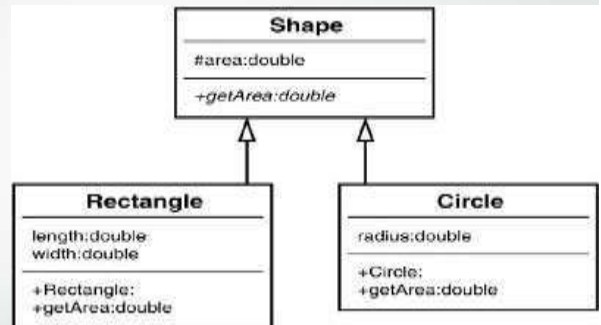 Shape
#area:double
+getArea:double
Rectangle
length:double
width:double
+Rectangle:
+getArea:double
Circle
radius:double
+Circle:
+getArea:double